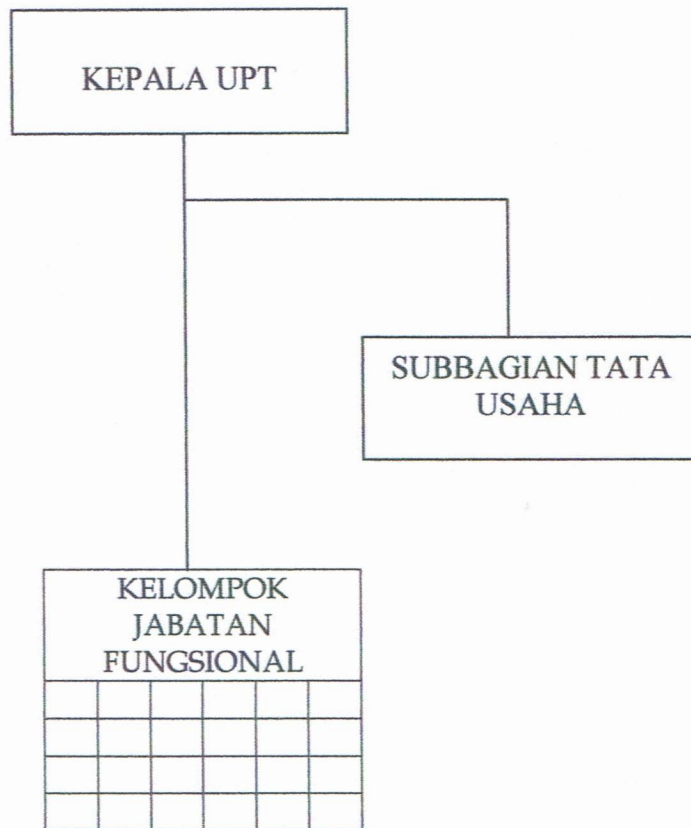 KEPALA UPT
SUBBAGIAN TATA
USAHA
KELOMPOK
JABATAN
FUNGSIONAL